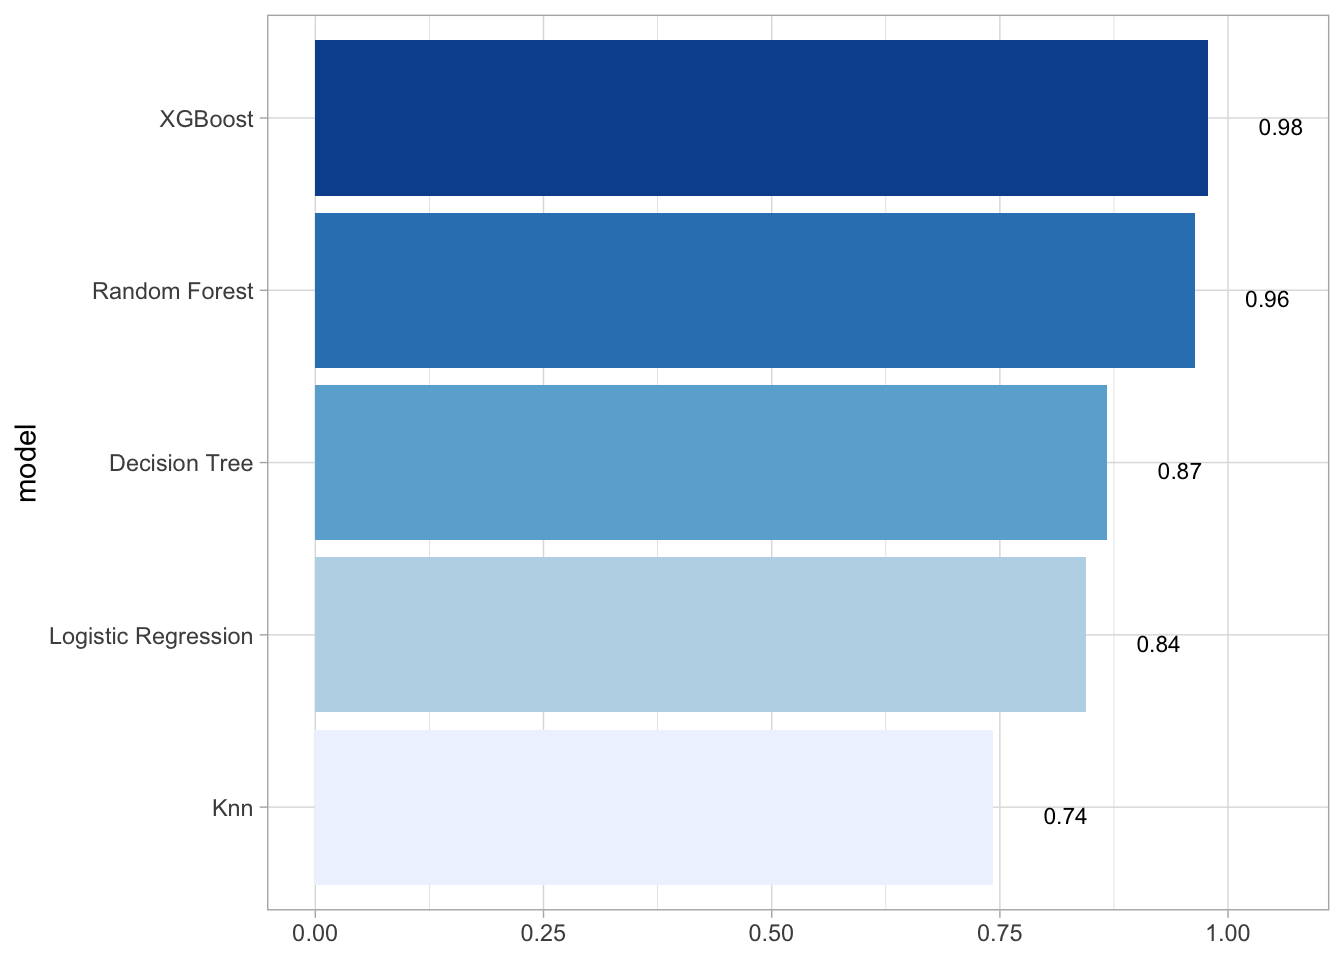 model
XGBoost
0.98
Random Forest
0.96
Decision Tree
0.87
Logistic Regression
0.84
Knn
0.74
0.00 0.25 0.50 0.75 1.00